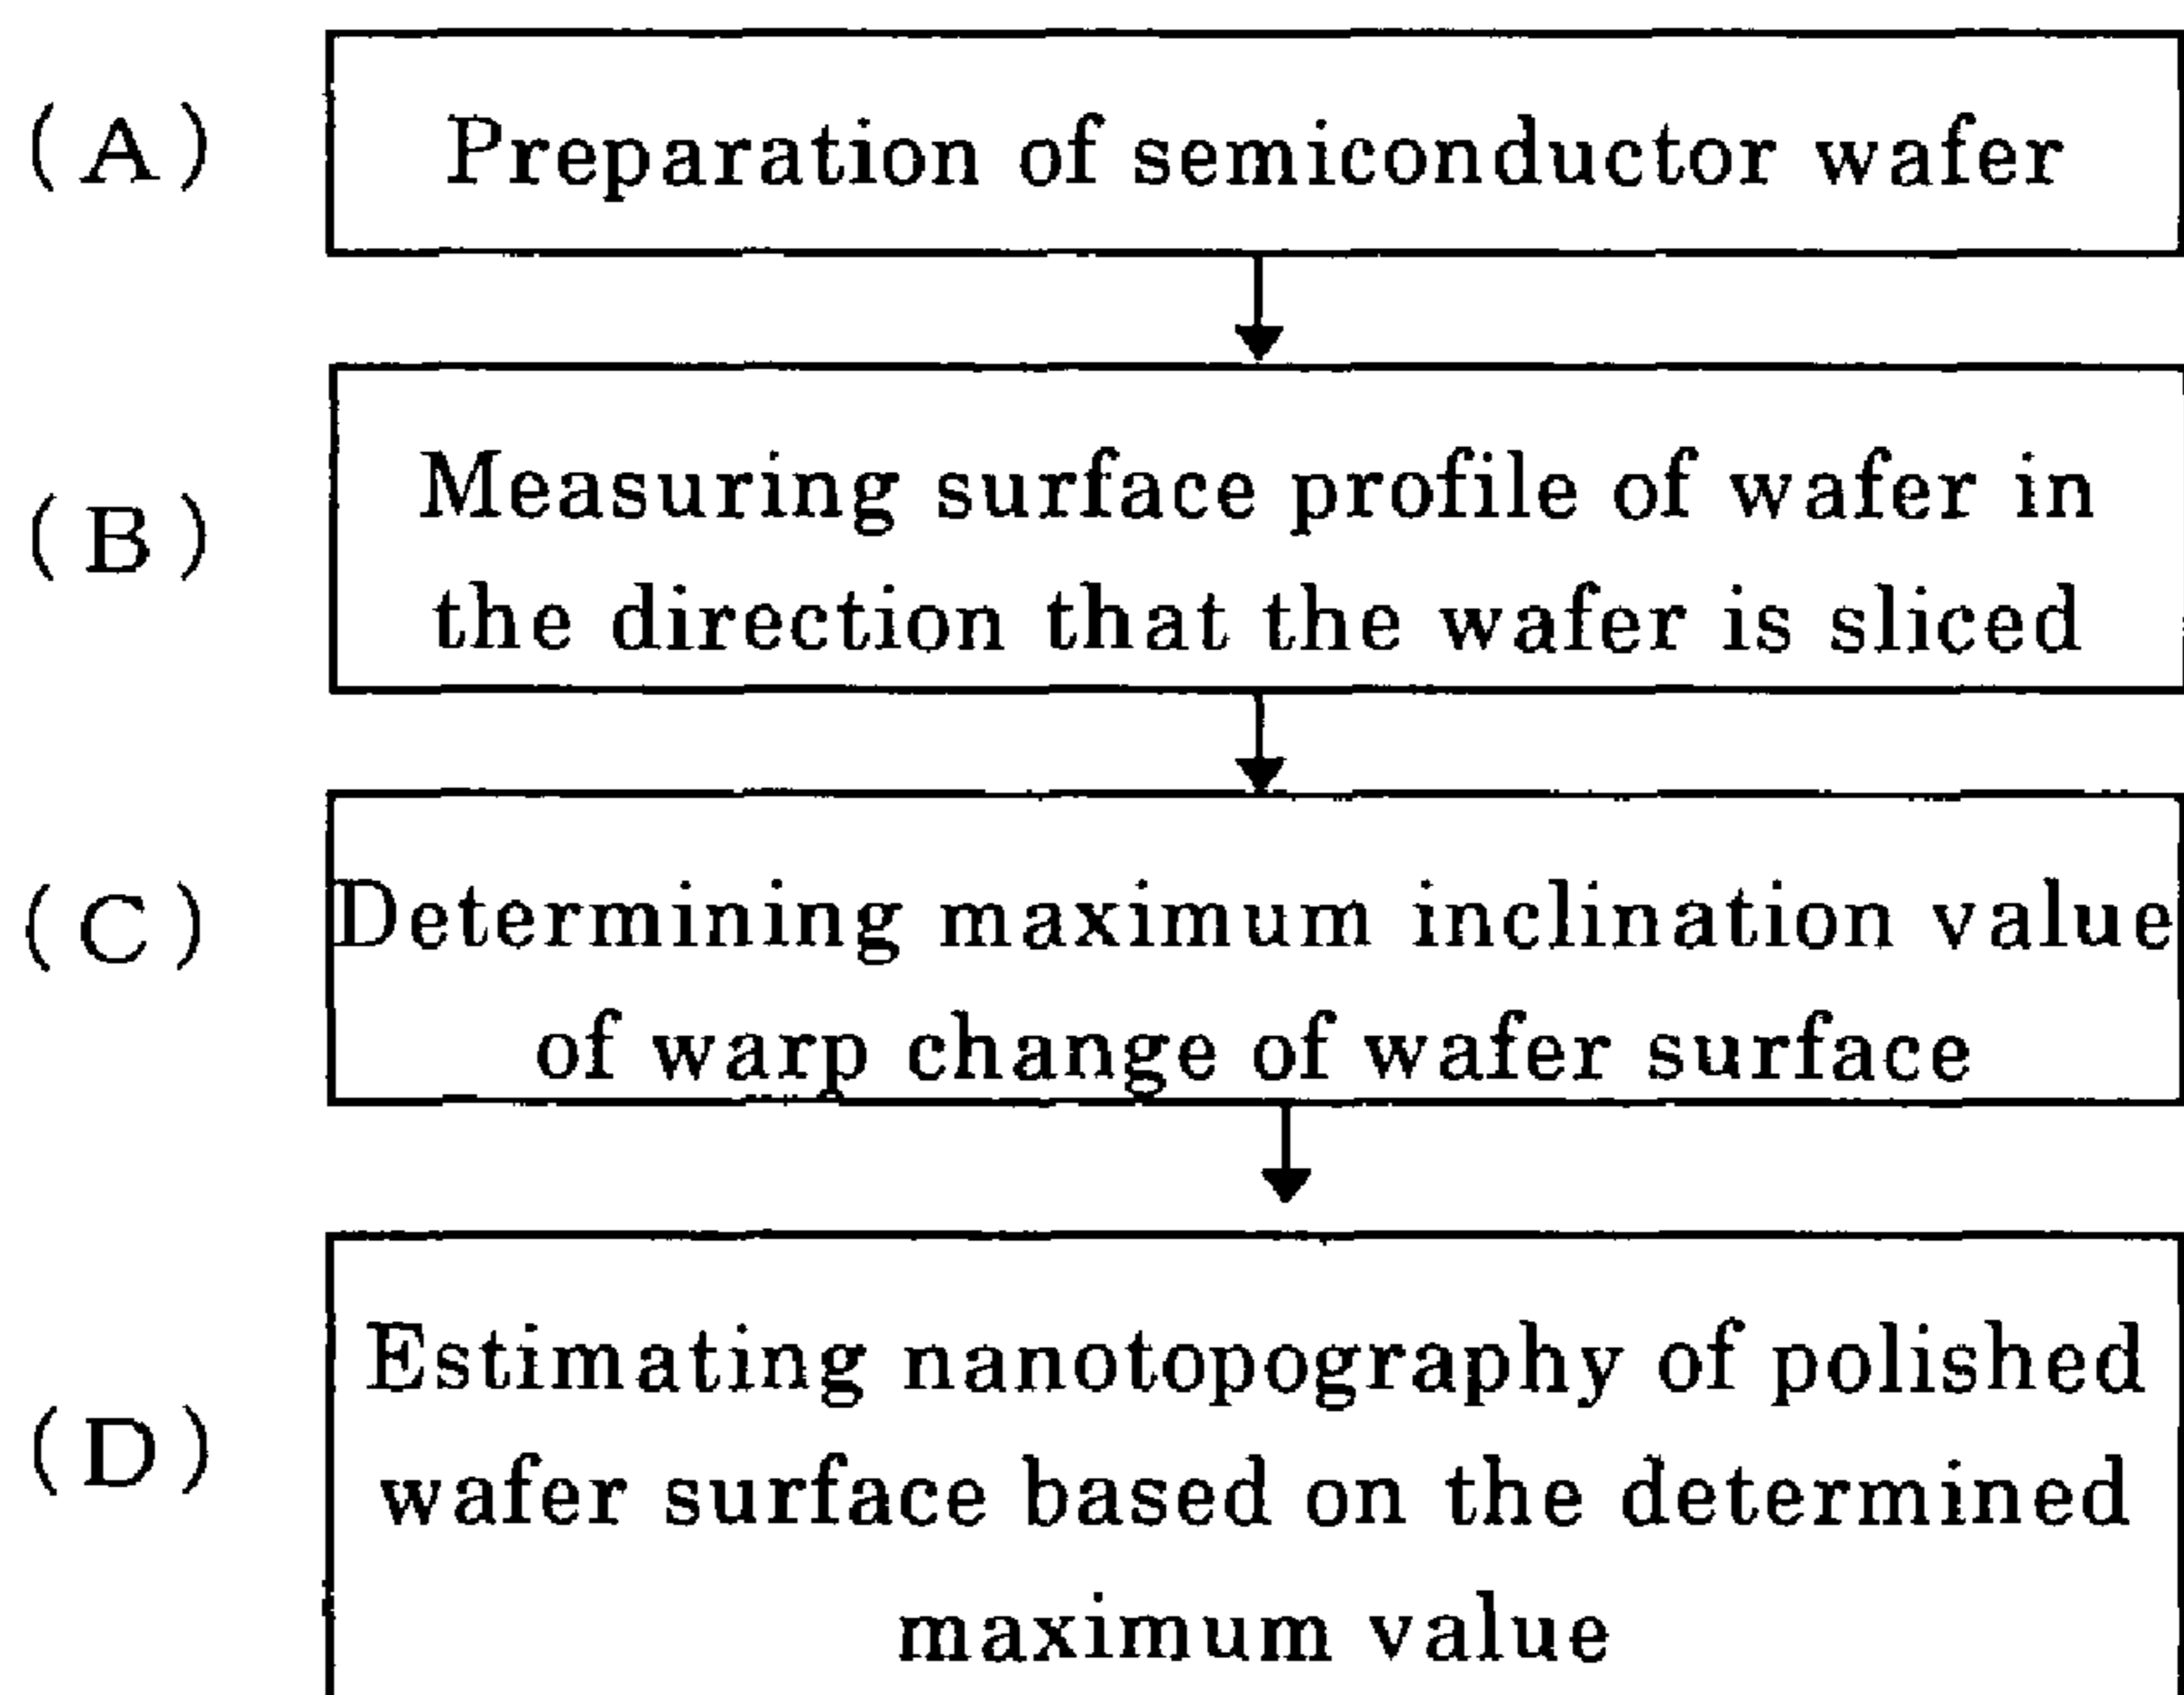 (A)
Preparation of semiconductor wafer
(B)
Measuring surface profile of wafer in
the direction that the wafer is sliced
(C)
Determining maximum inclination value
of warp change of wafer surface
(D)
Estimating nanotopography of polished
wafer surface based on the determined
maximum value